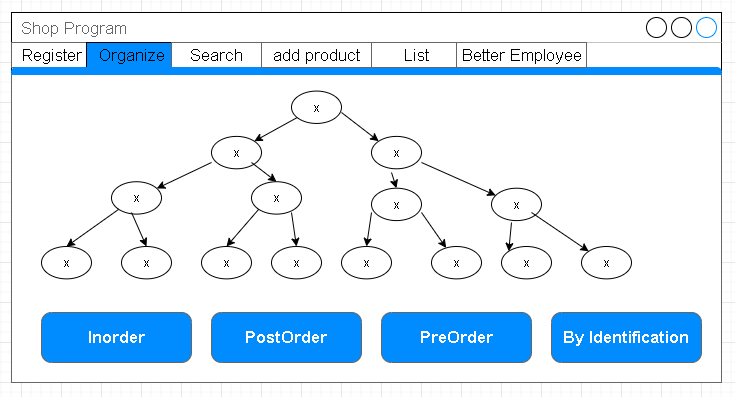 Shop Program
Register Organize Search add product List Better Employee
x
x x
x x x x
x x x x x x x x
Inorder PostOrder PreOrder By Identification